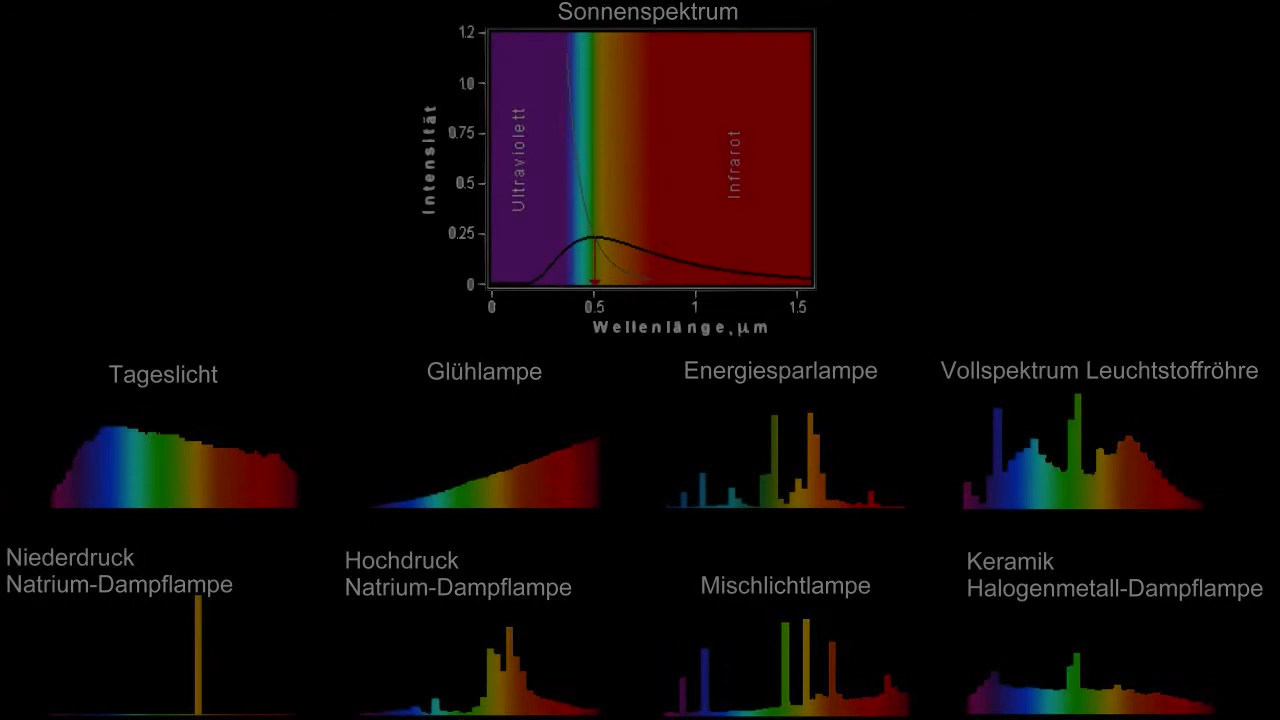 Sonnenspektrum
1.2
1.0
0.75
0.5
0.25
0
Intensität
Ultraviolett
Infrarot
0 0.5 1 1.5
Wellenlänge,µm
Tageslicht
Glühlampe
Energiesparlampe
Vollspektrum Leuchtstoffröhre
Niederdruck
Natrium-Dampflampe
Hochdruck
Natrium-Dampflampe
Mischlichtlampe
Keramik
Halogenmetall-Dampflampe